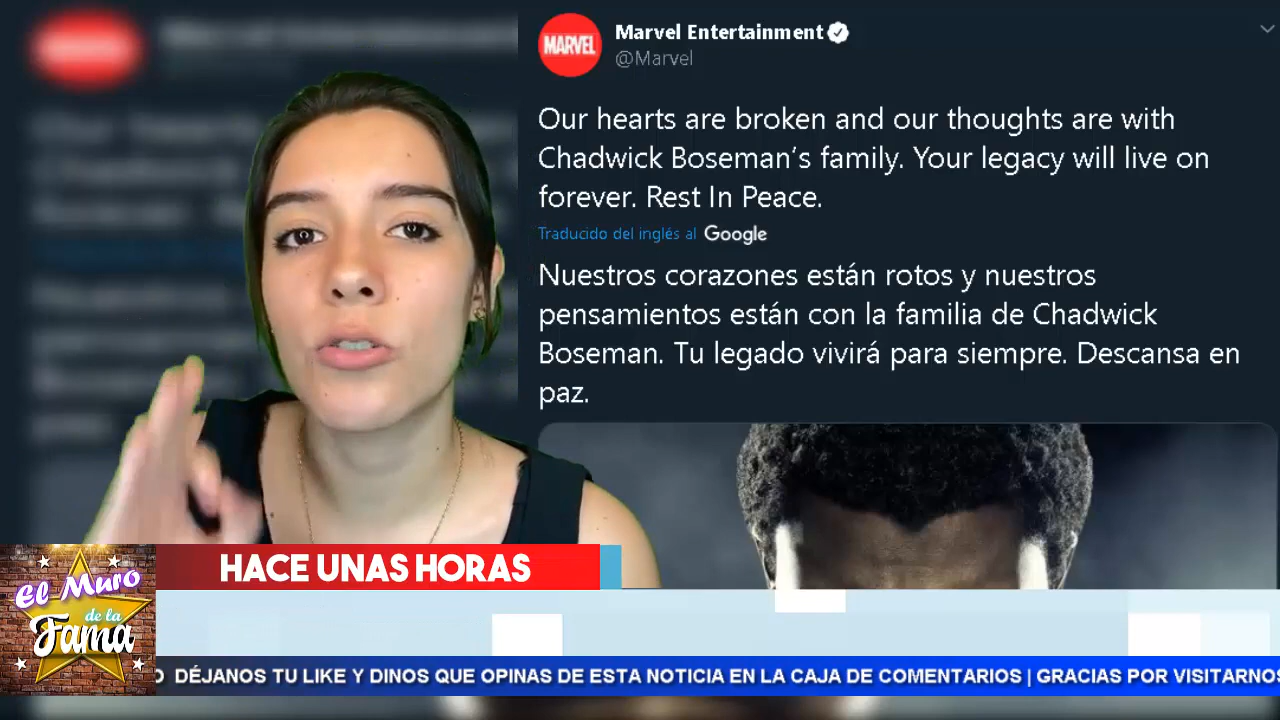 MARVEL
Marvel Entertainment
@Marvel
Our hearts are broken and our thoughts are with
Chadwick Boseman's family. Your legacy will live on
forever. Rest In Peace.
Traducido del inglés al Google
Nuestros corazones están rotos y nuestros
pensamientos están con la familia de Chadwick
Boseman. Tu legado vivirá para siempre. Descansa en
paz.
HACE UNAS HORAS
El Muro
de la
Fama
DÉJANOS TU LIKE Y DINOS QUE OPINAS DE ESTA NOTICIA EN LA CAJA DE COMENTARIOS | GRACIAS POR VISITARNOS